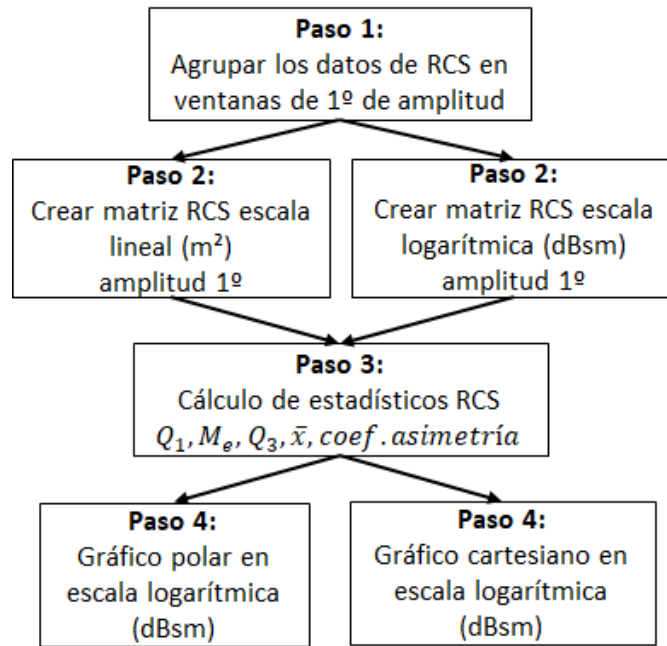 Paso 1:
Agrupar los datos de RCS en
ventanas de 1º de amplitud
Paso 2:
Crear matriz RCS escala
lineal (m²)
amplitud 1º
Paso 2:
Crear matriz RCS escala
logarítmica (dBsm)
amplitud 1º
Paso 3:
Cálculo de estadísticos RCS
Q₁, Mₑ, Q₃, x̄, coef. asimetría
Paso 4:
Gráfico polar en
escala logarítmica
(dBsm)
Paso 4:
Gráfico cartesiano en
escala logarítmica
(dBsm)